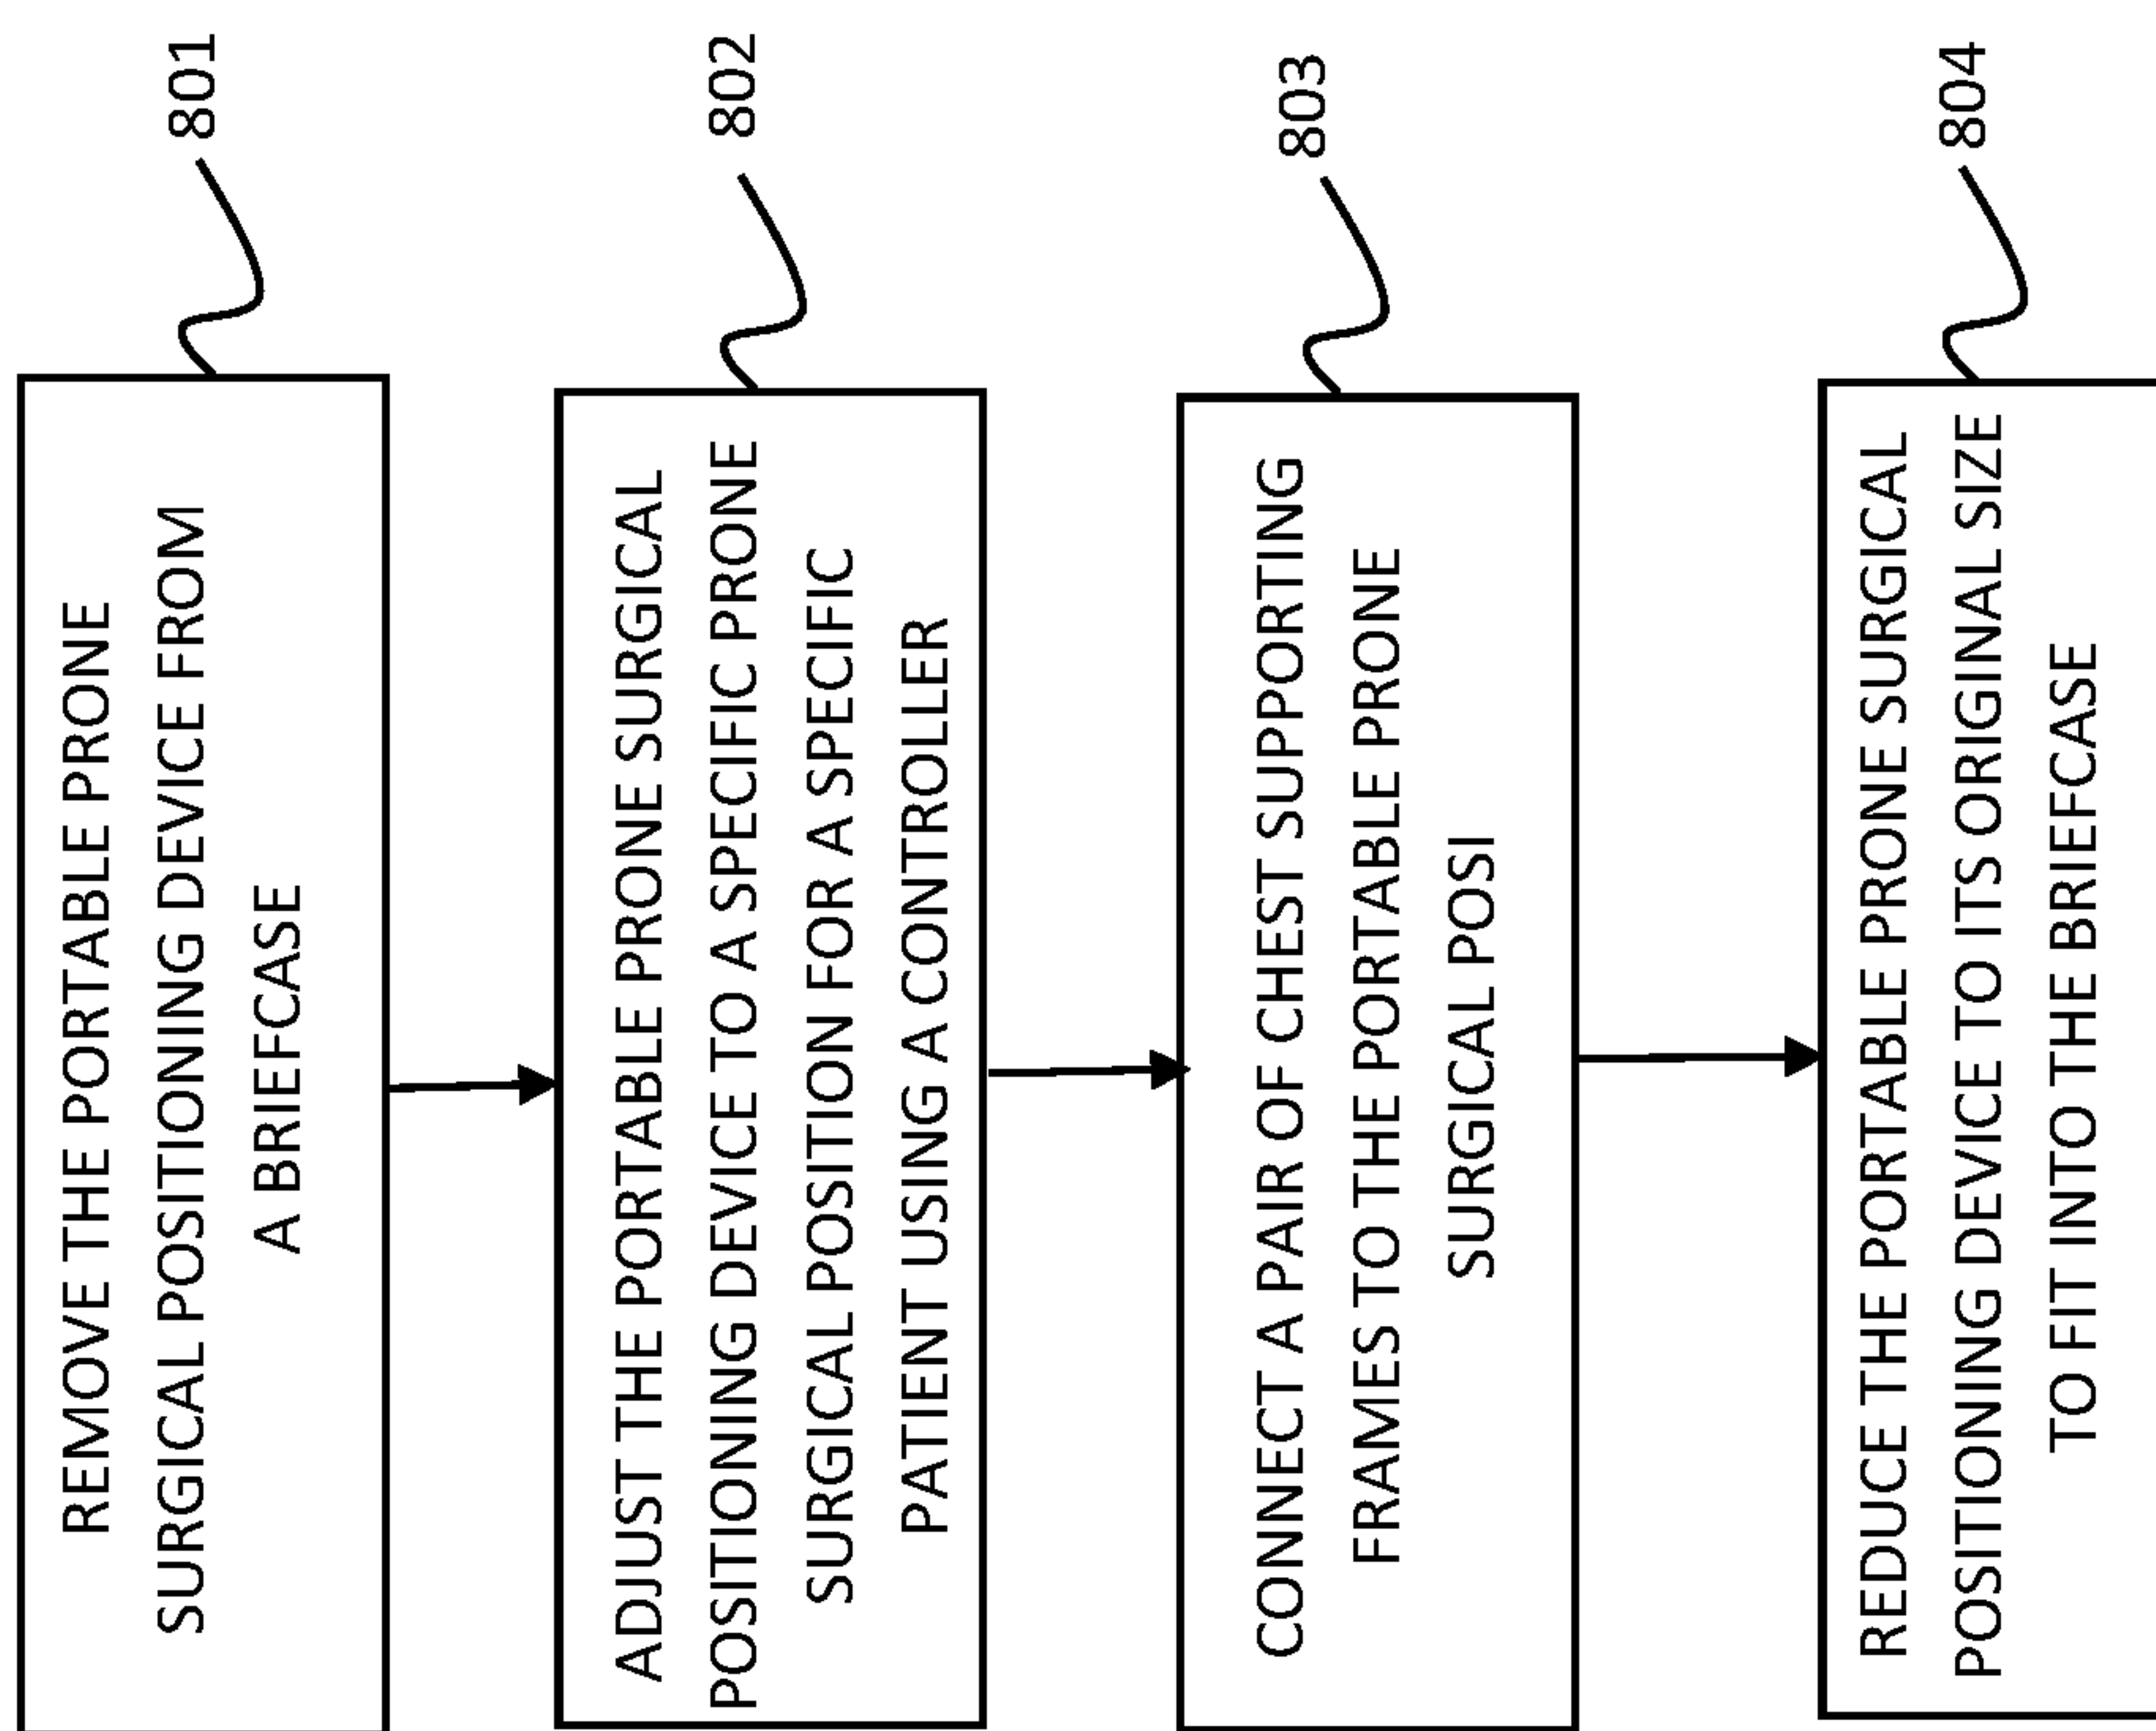 REMOVE THE PORTABLE PRONE
SURGICAL POSITIONING DEVICE FROM
A BRIEFCASE
801
ADJUST THE PORTABLE PRONE SURGICAL
POSITIONING DEVICE TO A SPECIFIC PRONE
SURGICAL POSITION FOR A SPECIFIC
PATIENT USING A CONTROLLER
802
CONNECT A PAIR OF CHEST SUPPORTING
FRAMES TO THE PORTABLE PRONE
SURGICAL POSI
803
REDUCE THE PORTABLE PRONE SURGICAL
POSITIONING DEVICE TO ITS ORIGINAL SIZE
TO FIT INTO THE BRIEFCASE
804